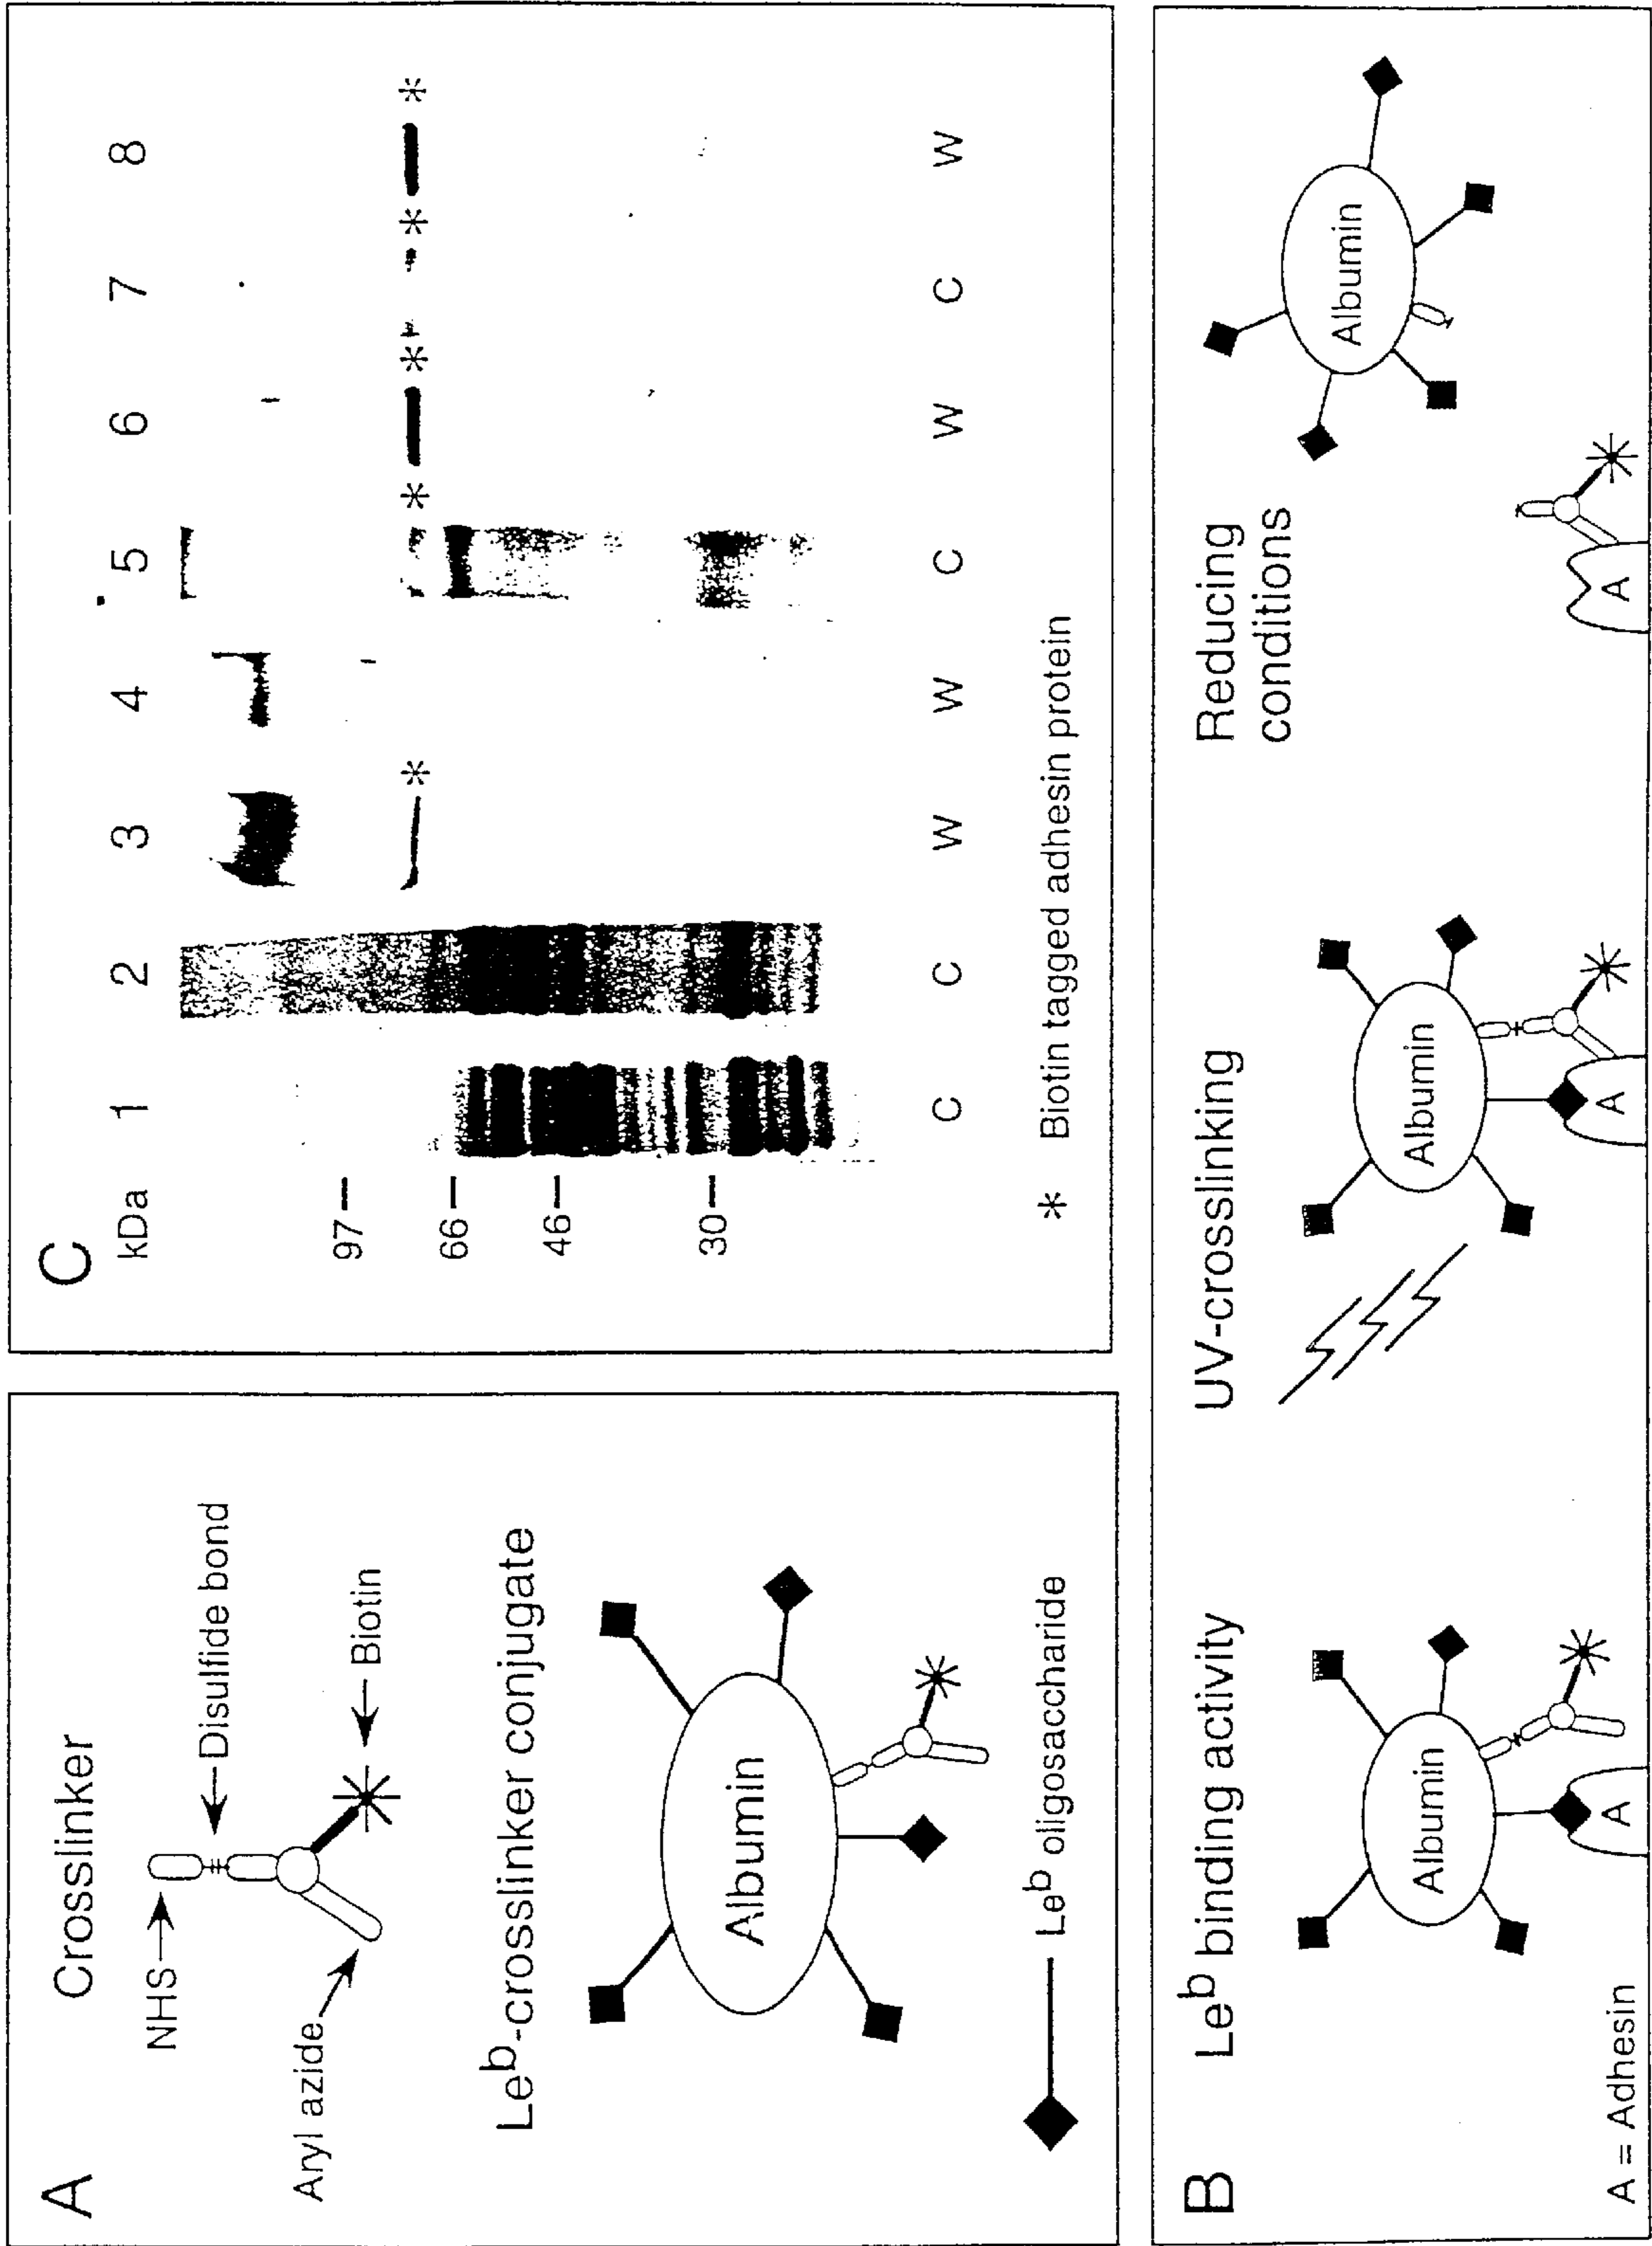 A
Crosslinker
NHS
Disulfide bond
Aryl azide
Biotin
Le^b-crosslinker conjugate
Albumin
Le^b oligosaccharide
C
kDa 1 2 3 4 5 6 7 8
97
66
46
30
*
*
*
*
*
C C W W C W C W
* Biotin tagged adhesin protein
B
Le^b binding activity
UV-crosslinking
Reducing
conditions
Albumin
A
Albumin
A
Albumin
A
A = Adhesin